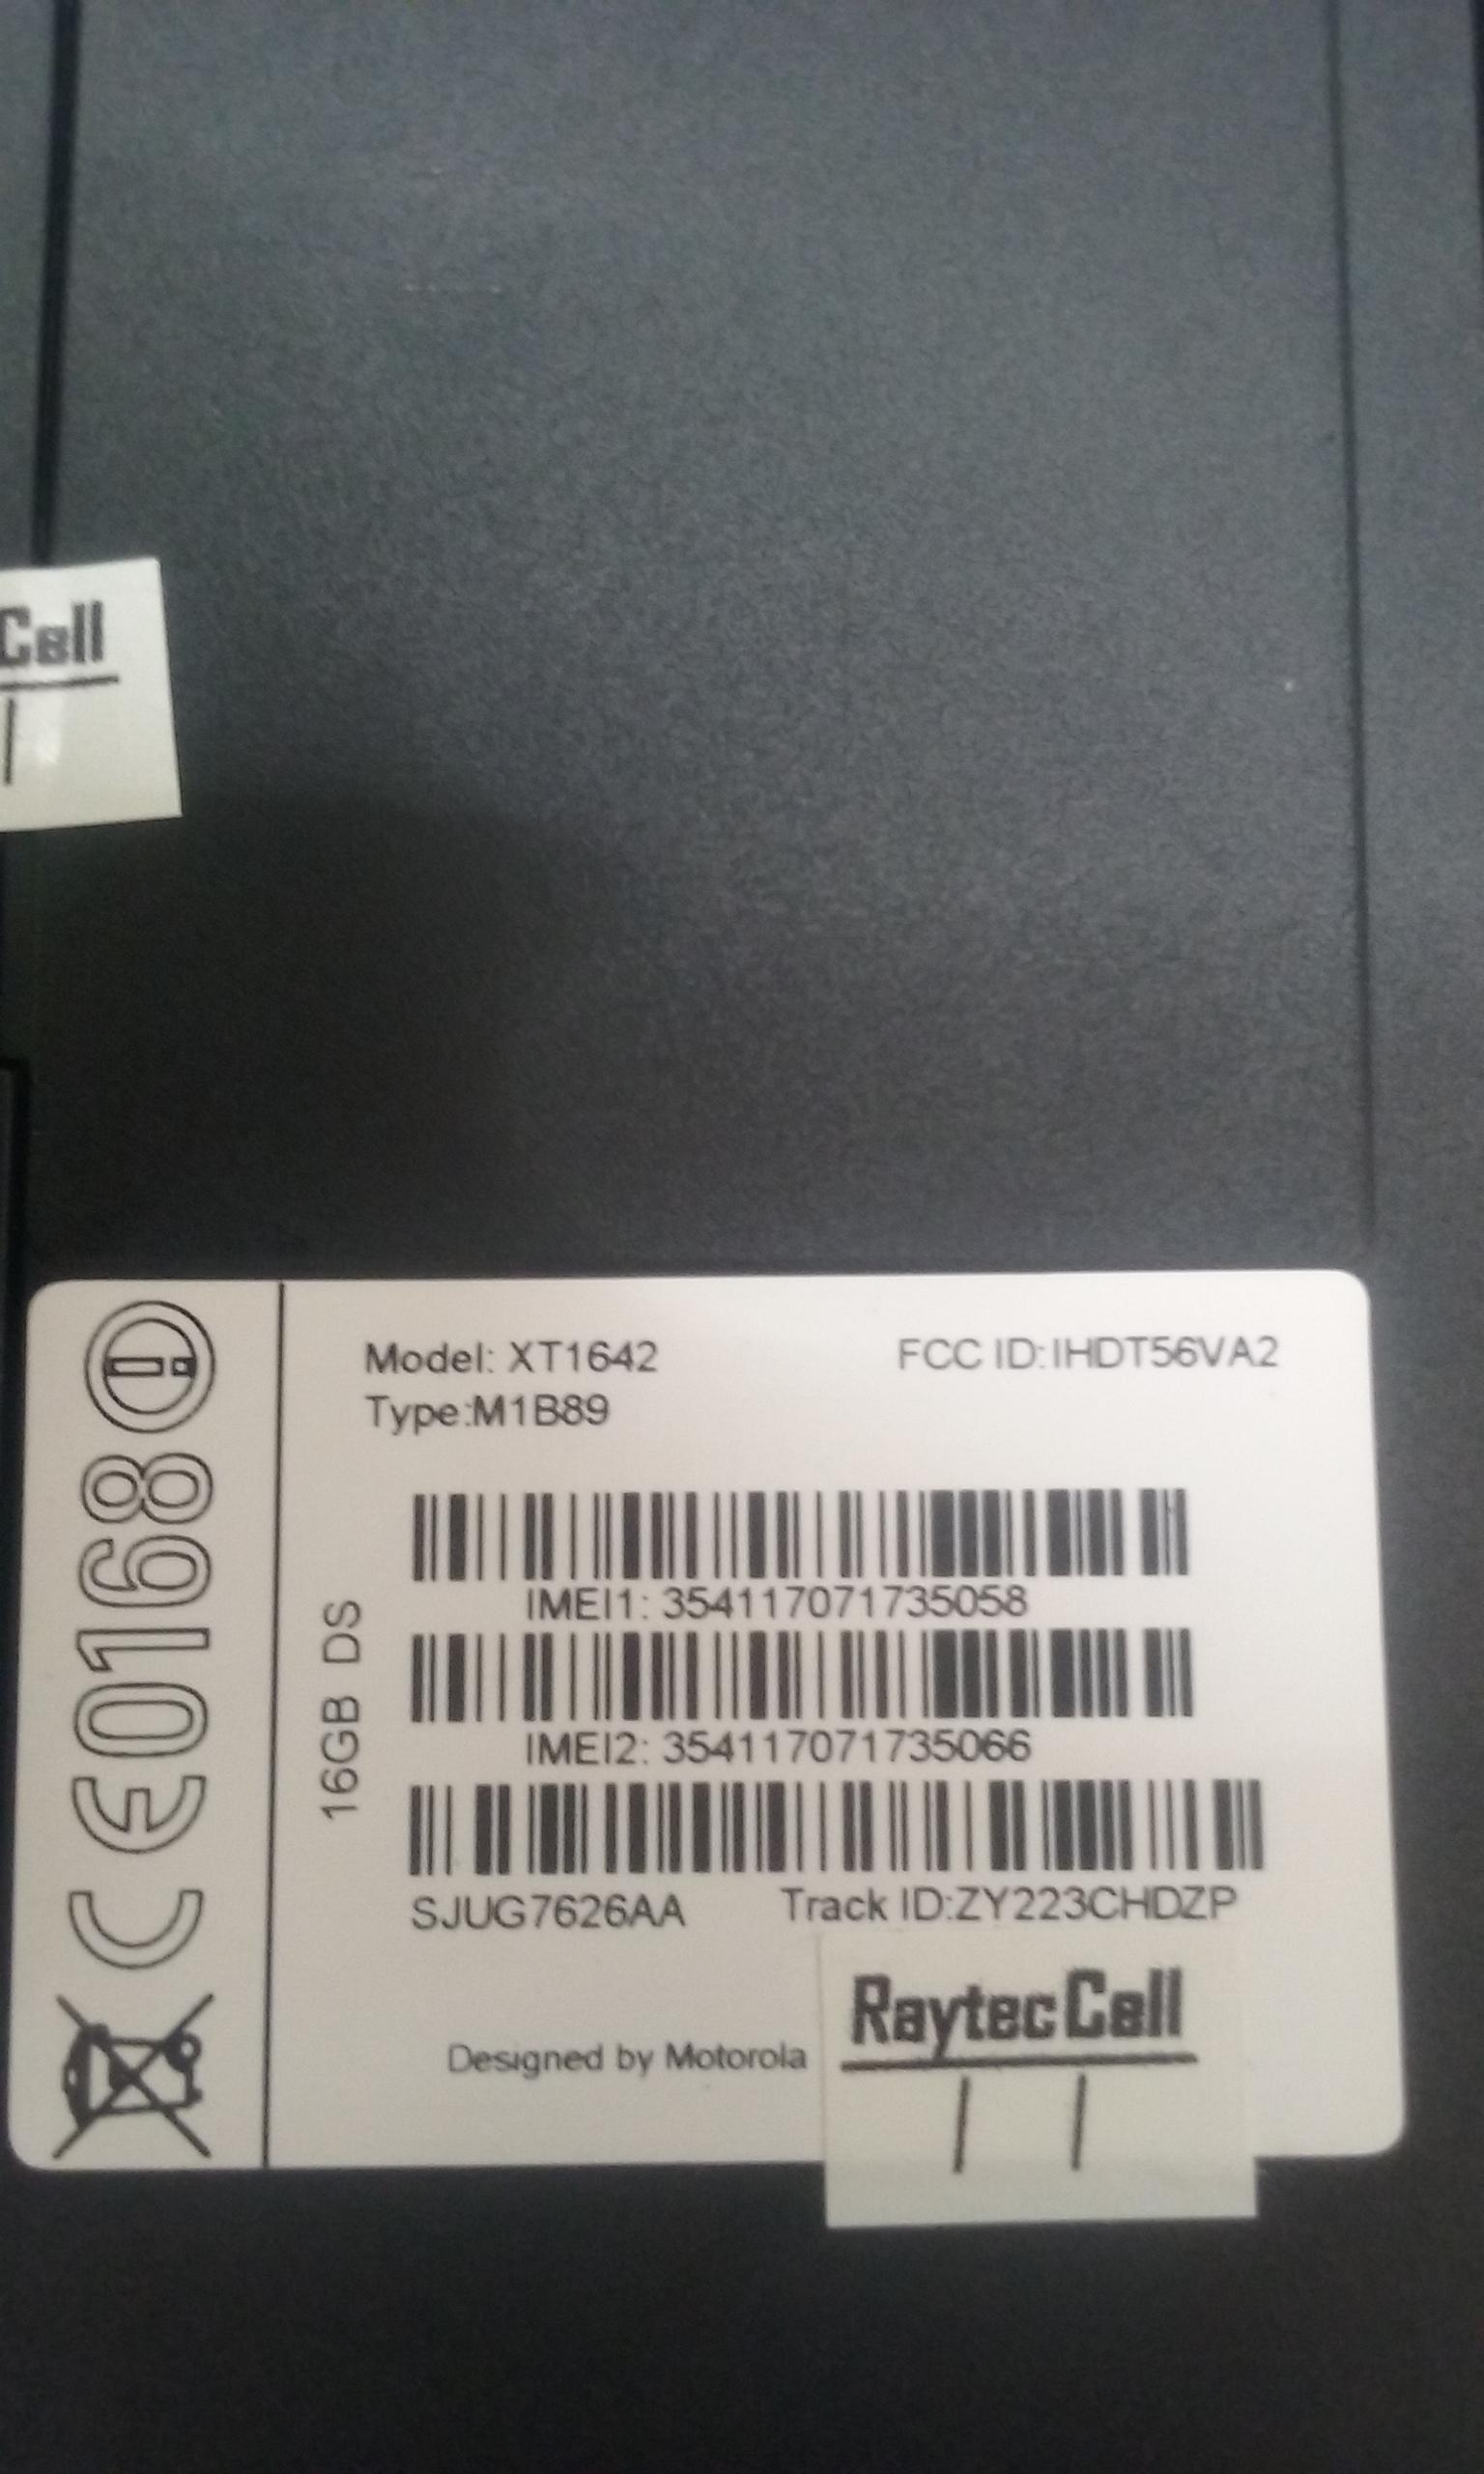 Cell
Model: XT1642 FCC ID:IHDT56VA2
Type:M1B89
CE0168
16GB DS
IMEI1: 354117071735058
IMEI2: 354117071735066
SJUG7626AA Track ID:ZY223CHDZP
Designed by Motorola
RaytecCell